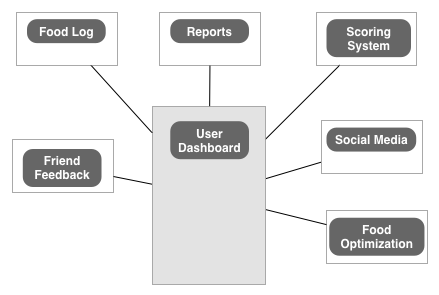 Food Log
Reports
Scoring
System
User
Dashboard
Social Media
Friend
Feedback
Food
Optimization